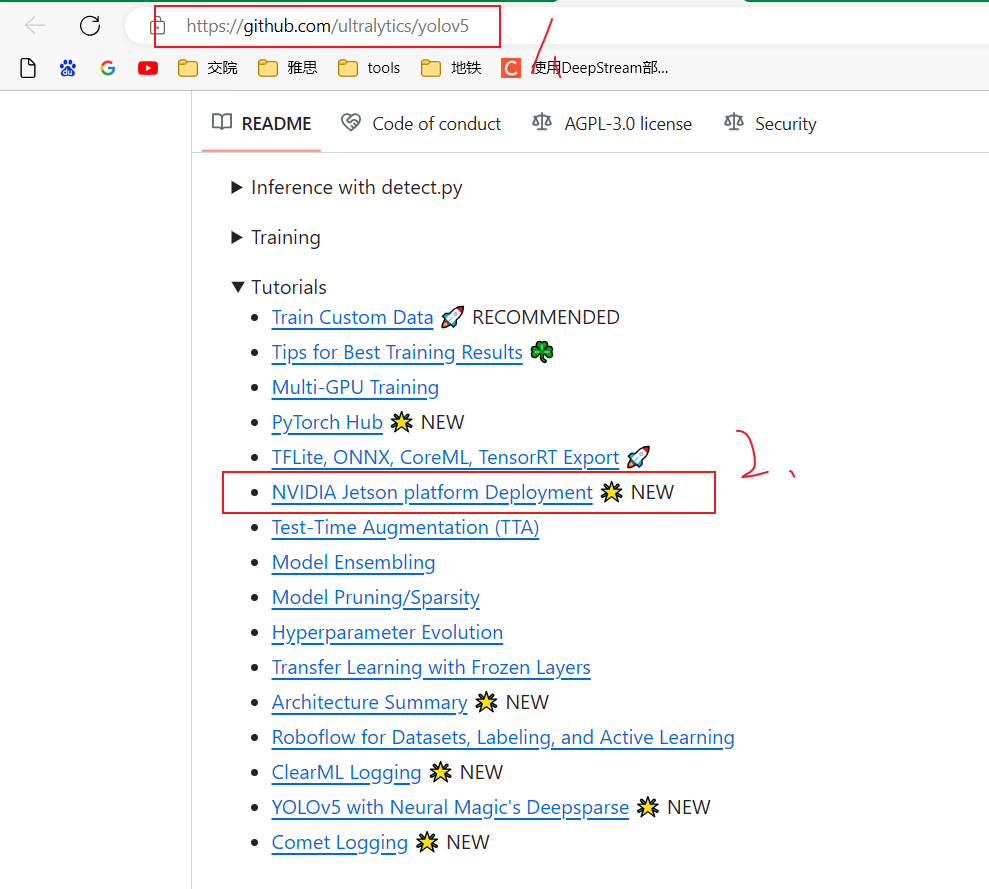 https://github.com/ultralytics/yolov5
交院 雅思 tools 地铁 使用DeepStream部...
README Code of conduct AGPL-3.0 license Security
Inference with detect.py
Training
Tutorials
Train Custom Data 🚀 RECOMMENDED
Tips for Best Training Results ☘️
Multi-GPU Training
PyTorch Hub 🌟 NEW
TFLite, ONNX, CoreML, TensorRT Export 🚀
NVIDIA Jetson platform Deployment 🌟 NEW
2、
Test-Time Augmentation (TTA)
Model Ensembling
Model Pruning/Sparsity
Hyperparameter Evolution
Transfer Learning with Frozen Layers
Architecture Summary 🌟 NEW
Roboflow for Datasets, Labeling, and Active Learning
ClearML Logging 🌟 NEW
YOLOv5 with Neural Magic's Deepsparse 🌟 NEW
Comet Logging 🌟 NEW